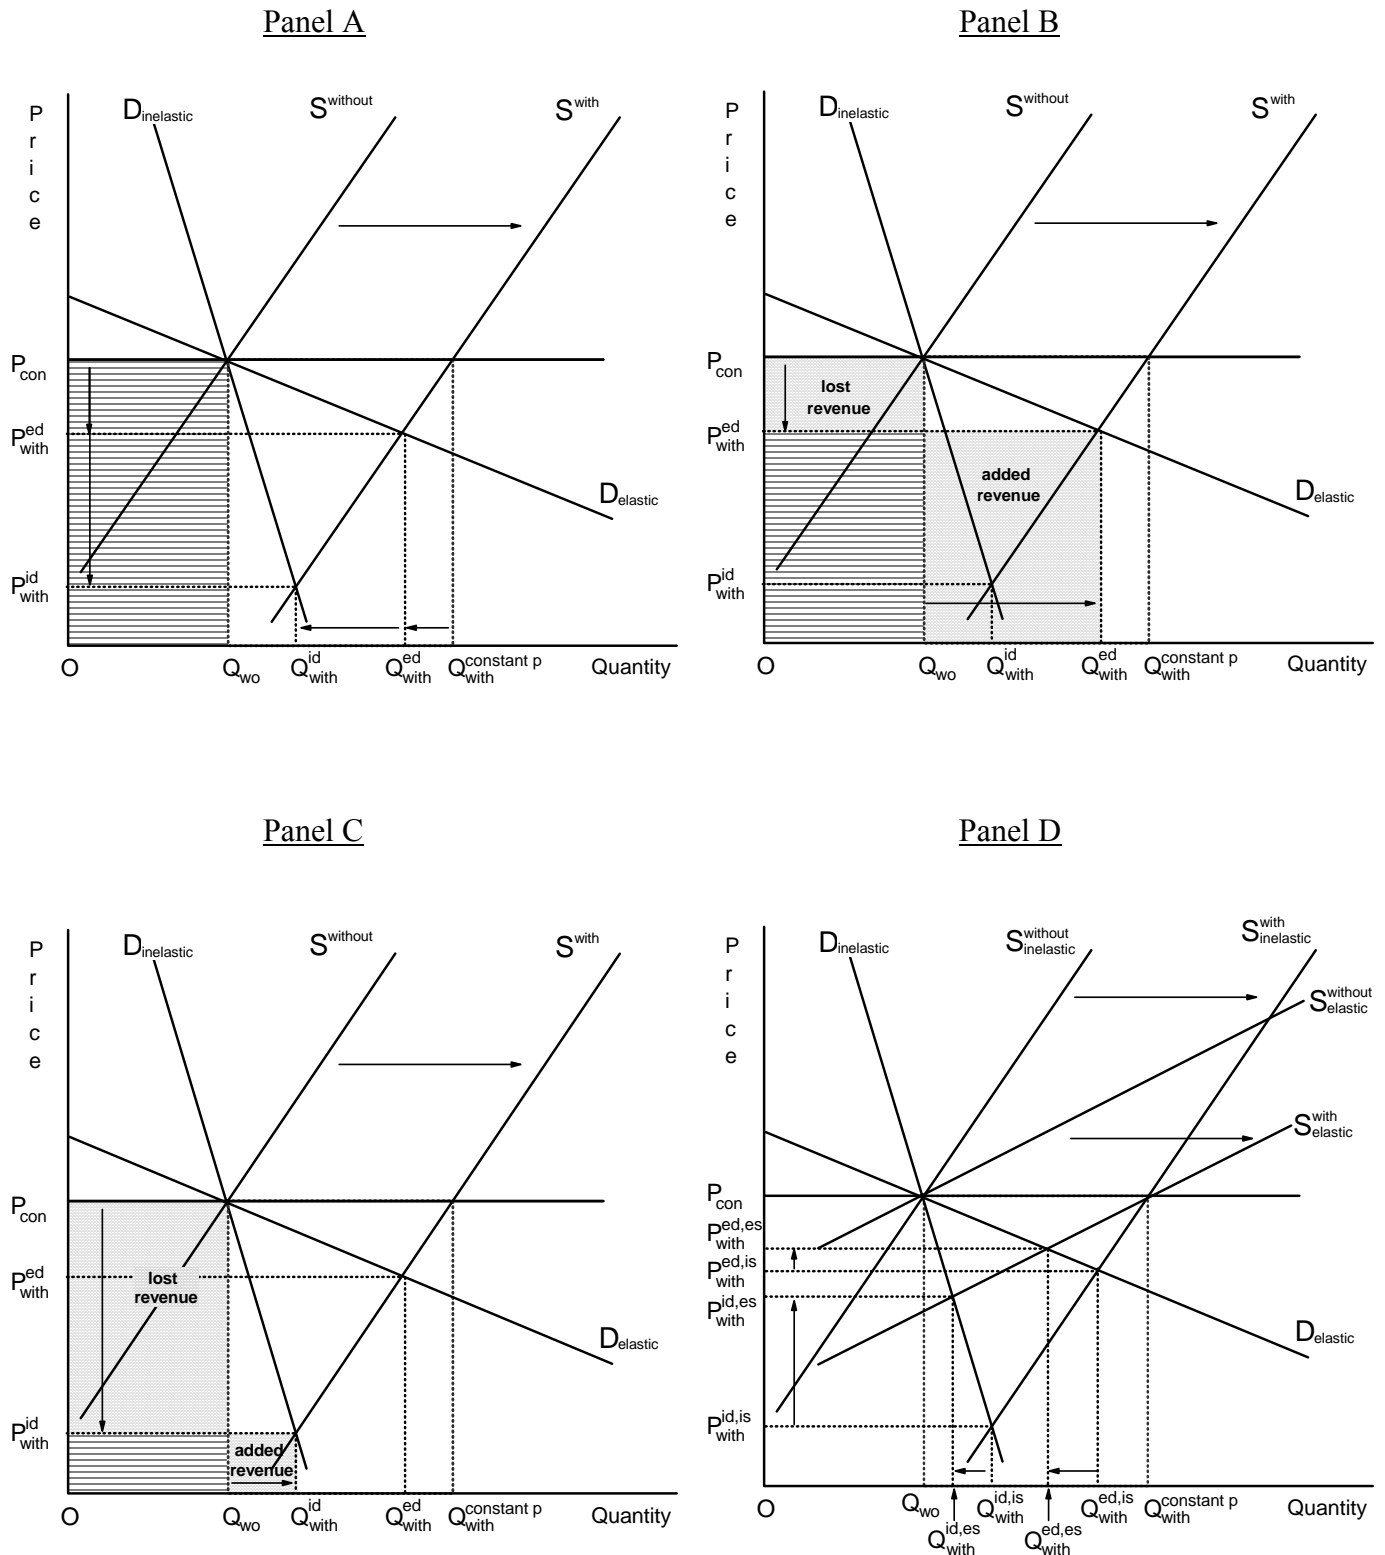 Panel A
Panel B
P
r
i
c
e
D inelastic
S without
S with
P con
P ed with
P id with
D elastic
O
Q wo
Q id with
Q ed with
Q constant p with
Quantity
P
r
i
c
e
D inelastic
S without
S with
P con
lost
revenue
P ed with
added
revenue
D elastic
P id with
O
Q wo
Q id with
Q ed with
Q constant p with
Quantity
Panel C
Panel D
P
r
i
c
e
D inelastic
S without
S with
P con
P ed with
lost
revenue
D elastic
P id with
added
revenue
O
Q wo
Q id with
Q ed with
Q constant p with
Quantity
P
r
i
c
e
D inelastic
S without inelastic
S with inelastic
S without elastic
S with elastic
P con
P ed,es with
P ed,is with
P id,es with
D elastic
P id,is with
O
Q wo
Q id,is with
Q ed,is with
Q constant p with
Quantity
Q id,es with
Q ed,es with